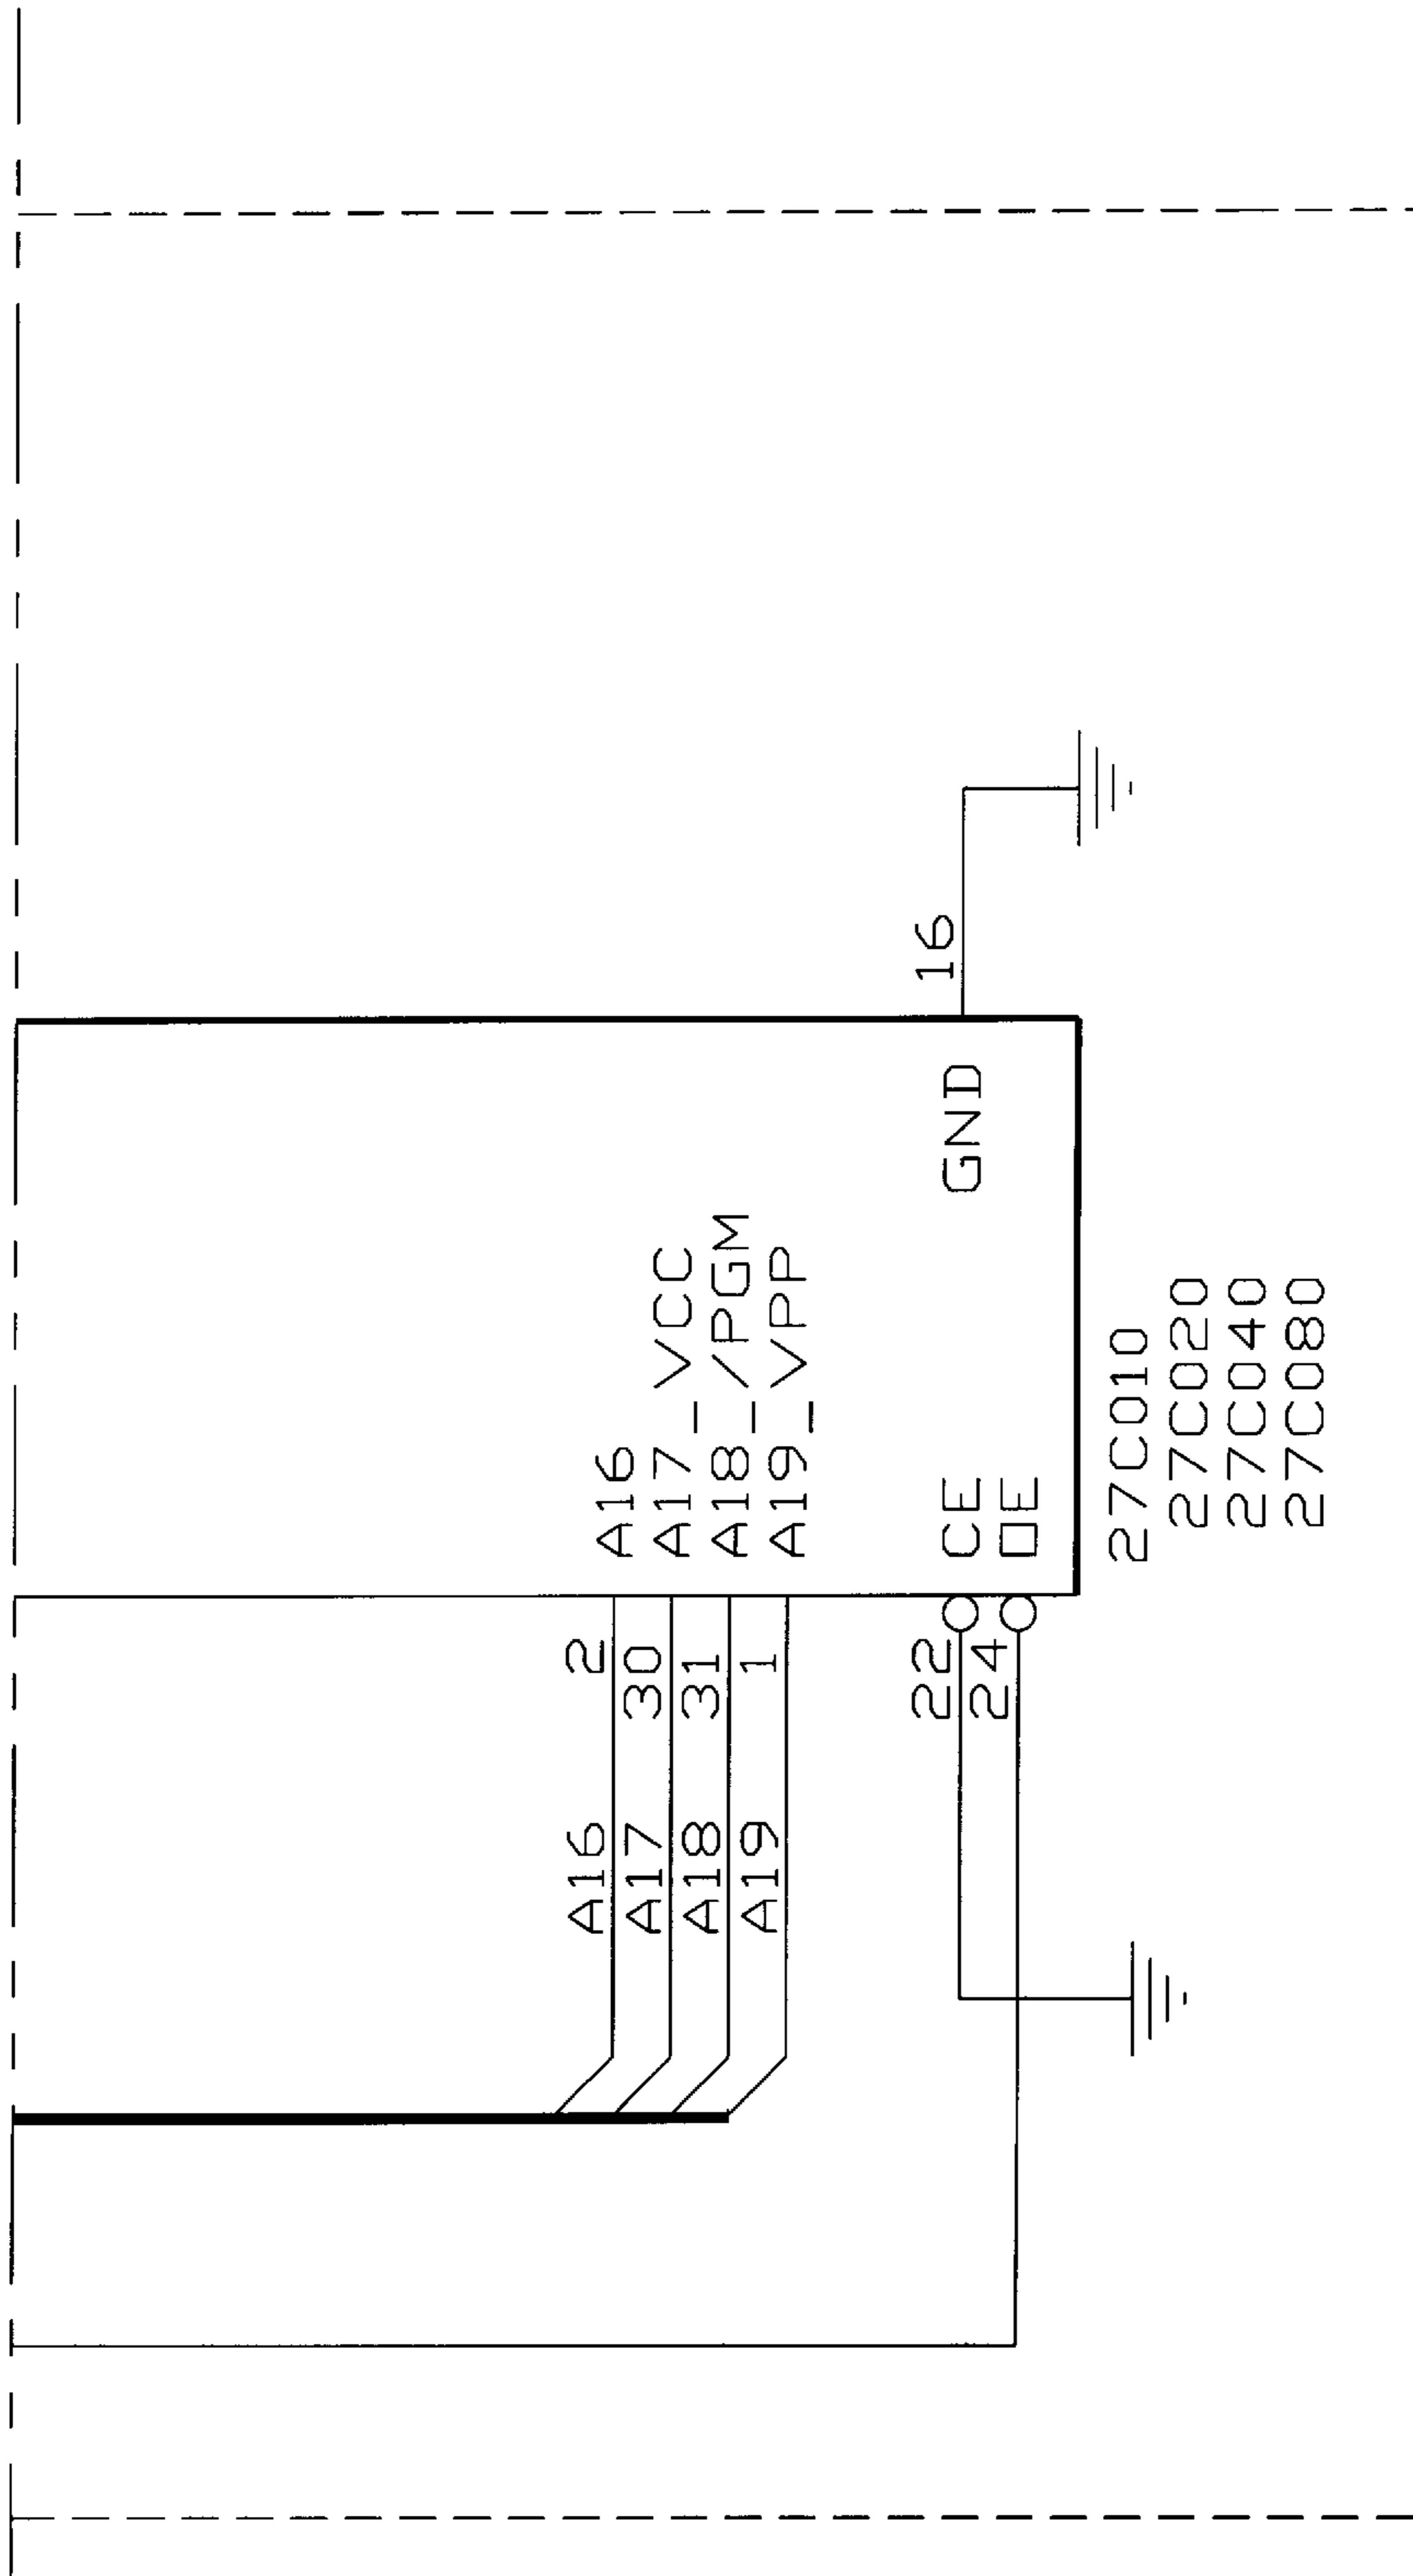 A16 2 A16
A17 30 A17_VCC
A18 31 A18_/PGM
A19 1 A19_VPP
22 CE GND 16
24 OE
27C010
27C020
27C040
27C080